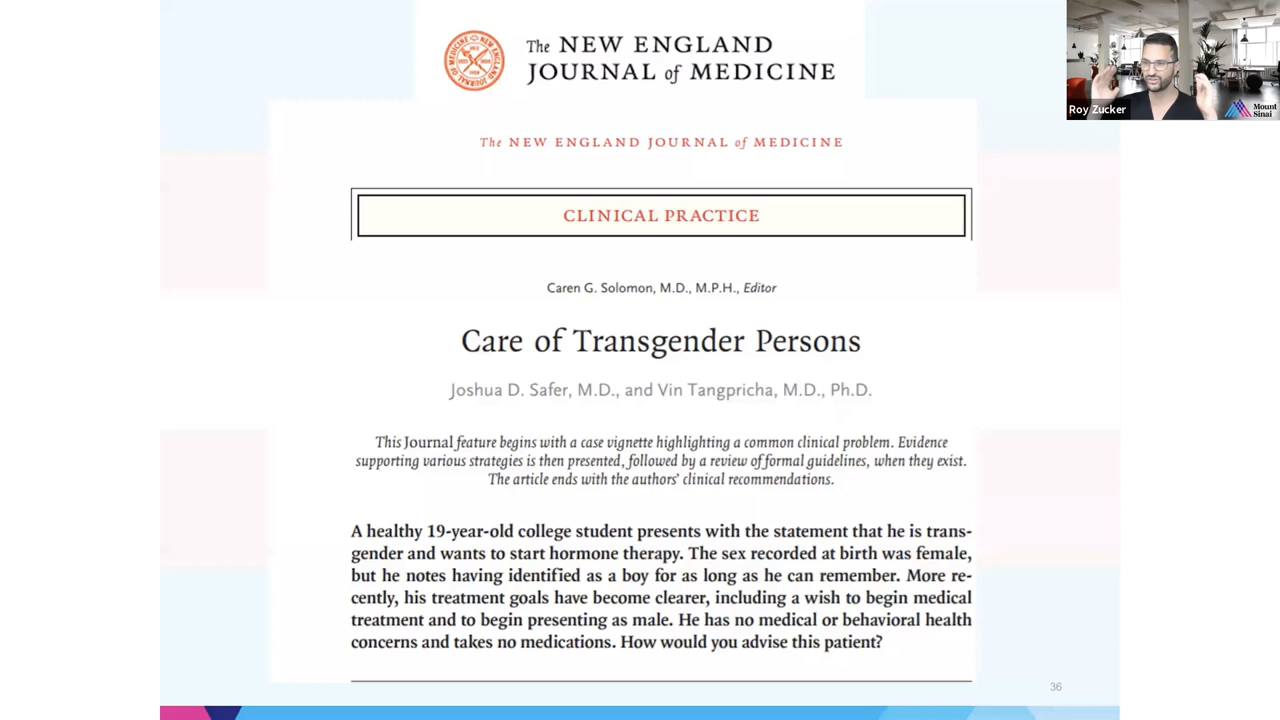 The NEW ENGLAND
JOURNAL of MEDICINE
The NEW ENGLAND JOURNAL of MEDICINE
CLINICAL PRACTICE
Caren G. Solomon, M.D., M.P.H., Editor
Care of Transgender Persons
Joshua D. Safer, M.D., and Vin Tangpricha, M.D., Ph.D.
This Journal feature begins with a case vignette highlighting a common clinical problem. Evidence
supporting various strategies is then presented, followed by a review of formal guidelines, when they exist.
The article ends with the authors' clinical recommendations.
A healthy 19-year-old college student presents with the statement that he is trans-
gender and wants to start hormone therapy. The sex recorded at birth was female,
but he notes having identified as a boy for as long as he can remember. More re-
cently, his treatment goals have become clearer, including a wish to begin medical
treatment and to begin presenting as male. He has no medical or behavioral health
concerns and takes no medications. How would you advise this patient?
36
Roy Zucker
Mount
Sinai